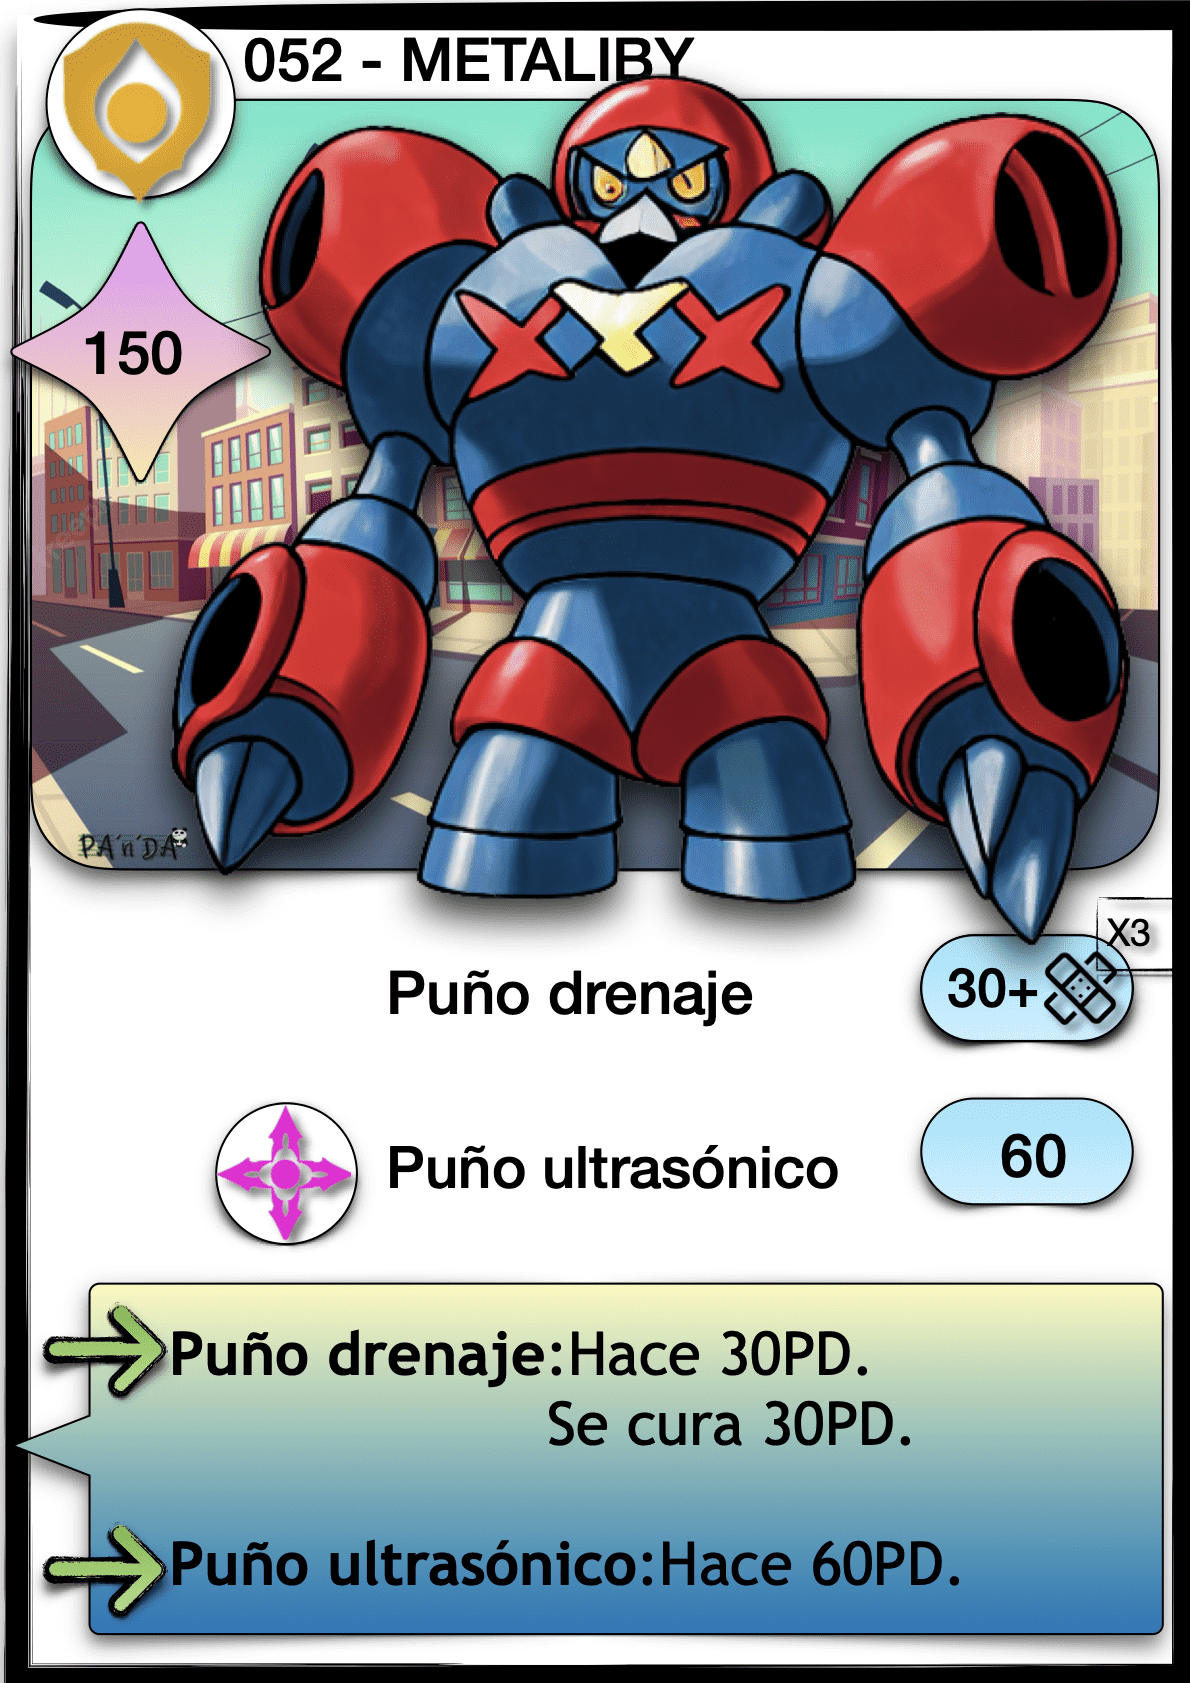 052 - METALIBY
150
PA'n'DA
X3
Puño drenaje
30+
Puño ultrasónico
60
Puño drenaje:Hace 30PD.
Se cura 30PD.
Puño ultrasónico:Hace 60PD.